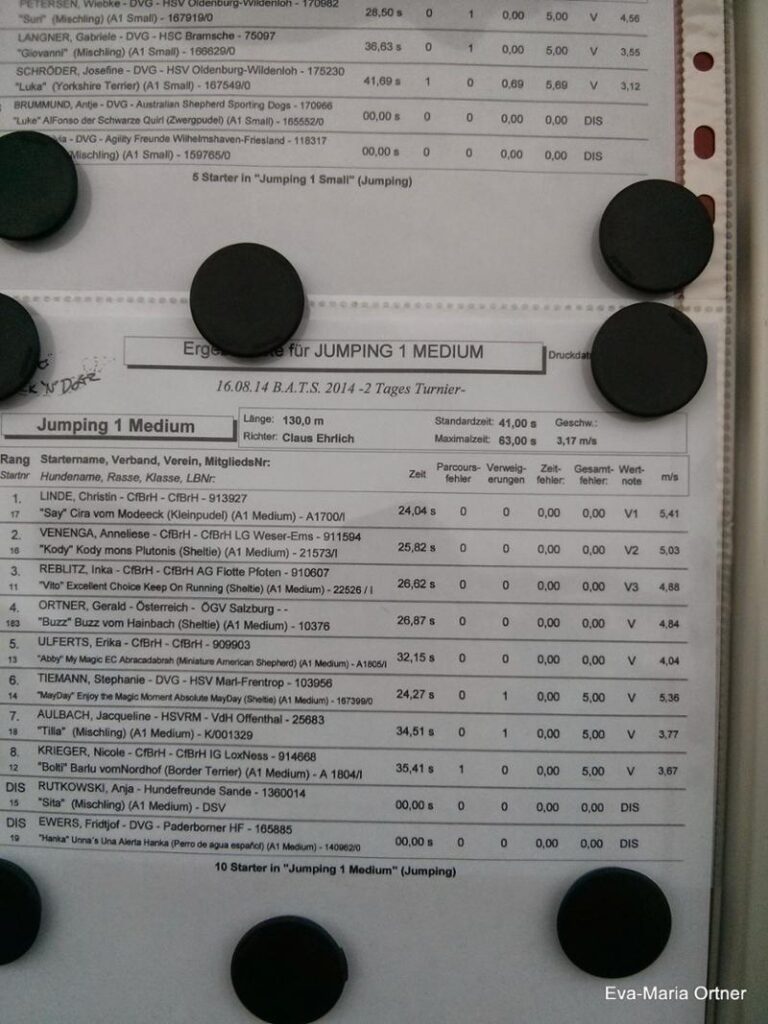 PETERSEN, Wiebke - DVG - HSV Oldenburg-Wildenloh - 170982
"Suri" (Mischling) (A1 Small) - 167919/0 28,50 s 0 1 0,00 5,00 V 4,56
LANGNER, Gabriele - DVG - HSC Bramsche - 75097
"Giovanni" (Mischling) (A1 Small) - 166629/0 36,63 s 0 1 0,00 5,00 V 3,55
SCHRÖDER, Josefine - DVG - HSV Oldenburg-Wildenloh - 175230
"Luka" (Yorkshire Terrier) (A1 Small) - 167549/0 41,69 s 1 0 0,69 5,69 V 3,12
BRUMMUND, Antje - DVG - Australian Shepherd Sporting Dogs - 170966
"Luke" AlFonso der Schwarze Quirl (Zwergpudel) (A1 Small) - 165552/0 00,00 s 0 0 0,00 0,00 DIS
- DVG - Agility Freunde Wilhelmshaven-Friesland - 118317
Mischling) (A1 Small) - 159765/0 00,00 s 0 0 0,00 0,00 DIS
5 Starter in "Jumping 1 Small" (Jumping)
für JUMPING 1 MEDIUM
16.08.14 B.A.T.S. 2014 -2 Tages Turnier-
Jumping 1 Medium
Länge: 130,0 m Standardzeit: 41,00 s Geschw.:
Richter: Claus Ehrlich Maximalzeit: 63,00 s 3,17 m/s
Rang Startername, Verband, Verein, MitgliedsNr:
Startnr Hundename, Rasse, Klasse, LBNr: Zeit Parcours- fehler Verweig- erungen Zeit- fehler: Gesamt- fehler: Wert- note m/s
1. LINDE, Christin - CfBrH - CfBrH - 913927
17 "Say" Cira vom Modeeck (Kleinpudel) (A1 Medium) - A1700/I 24,04 s 0 0 0,00 0,00 V1 5,41
2. VENENGA, Anneliese - CfBrH - CfBrH LG Weser-Ems - 911594
16 "Kody" Kody mons Plutonis (Sheltie) (A1 Medium) - 21573/I 25,82 s 0 0 0,00 0,00 V2 5,03
3. REBLITZ, Inka - CfBrH - CfBrH AG Flotte Pfoten - 910607
11 "Vito" Excellent Choice Keep On Running (Sheltie) (A1 Medium) - 22526 / I 26,62 s 0 0 0,00 0,00 V3 4,88
4. ORTNER, Gerald - Österreich - ÖGV Salzburg - -
183 "Buzz" Buzz vom Hainbach (Sheltie) (A1 Medium) - 10376 26,87 s 0 0 0,00 0,00 V 4,84
5. ULFERTS, Erika - CfBrH - CfBrH - 909903
13 "Abby" My Magic EC Abracadabrah (Miniature American Shepherd) (A1 Medium) - A1805/I 32,15 s 0 0 0,00 0,00 V 4,04
6. TIEMANN, Stephanie - DVG - HSV Marl-Frentrop - 103956
14 "MayDay" Enjoy the Magic Moment Absolute MayDay (Sheltie) (A1 Medium) - 167399/0 24,27 s 0 1 0,00 5,00 V 5,36
7. AULBACH, Jacqueline - HSVRM - VdH Offenthal - 25683
18 "Tilla" (Mischling) (A1 Medium) - K/001329 34,51 s 0 1 0,00 5,00 V 3,77
8. KRIEGER, Nicole - CfBrH - CfBrH IG LoxNess - 914668
12 "Bolti" Barlu vomNordhof (Border Terrier) (A1 Medium) - A 1804/I 35,41 s 1 0 0,00 5,00 V 3,67
DIS RUTKOWSKI, Anja - Hundefreunde Sande - 1360014
15 "Sita" (Mischling) (A1 Medium) - DSV 00,00 s 0 0 0,00 0,00 DIS
DIS EWERS, Fridtjof - DVG - Paderborner HF - 165885
19 "Hanka" Unna's Una Alerta Hanka (Perro de agua español) (A1 Medium) - 140962/0 00,00 s 0 0 0,00 0,00 DIS
10 Starter in "Jumping 1 Medium" (Jumping)
Eva-Maria Ortner